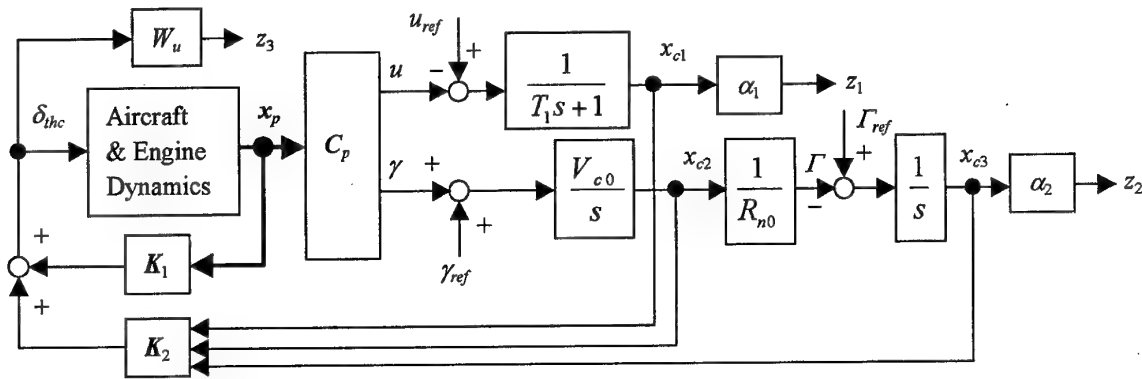 W_u
z_3
δ_thc
Aircraft
& Engine
Dynamics
x_p
C_p
u
u_ref
−
+
1
T_1 s + 1
x_c1
α_1
z_1
γ
+
+
γ_ref
V_c0
s
x_c2
1
R_n0
Γ
−
Γ_ref
+
1
s
x_c3
α_2
z_2
+
K_1
+
K_2